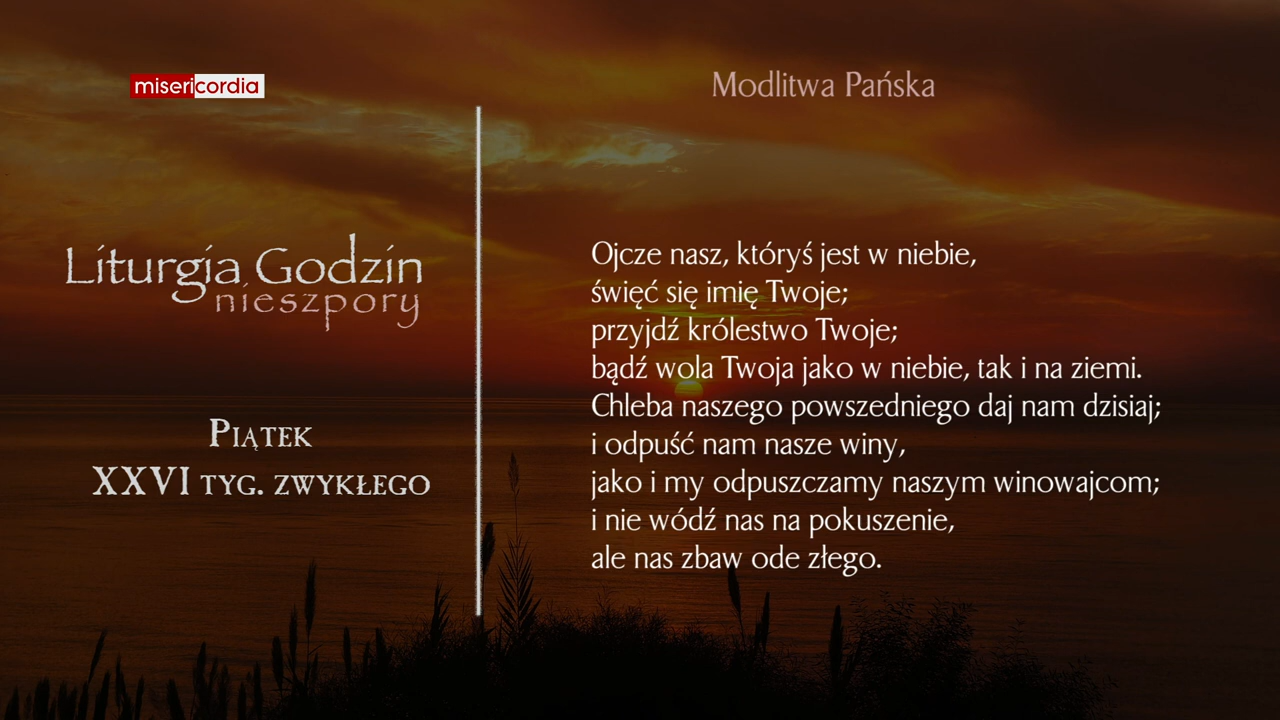 misericordia
Liturgia Godzin
nieszpory
Piątek
XXVI tyg. zwykłego
Modlitwa Pańska
Ojcze nasz, któryś jest w niebie,
święć się imię Twoje;
przyjdź królestwo Twoje;
bądź wola Twoja jako w niebie, tak i na ziemi.
Chleba naszego powszedniego daj nam dzisiaj;
i odpuść nam nasze winy,
jako i my odpuszczamy naszym winowajcom;
i nie wódź nas na pokuszenie,
ale nas zbaw ode złego.